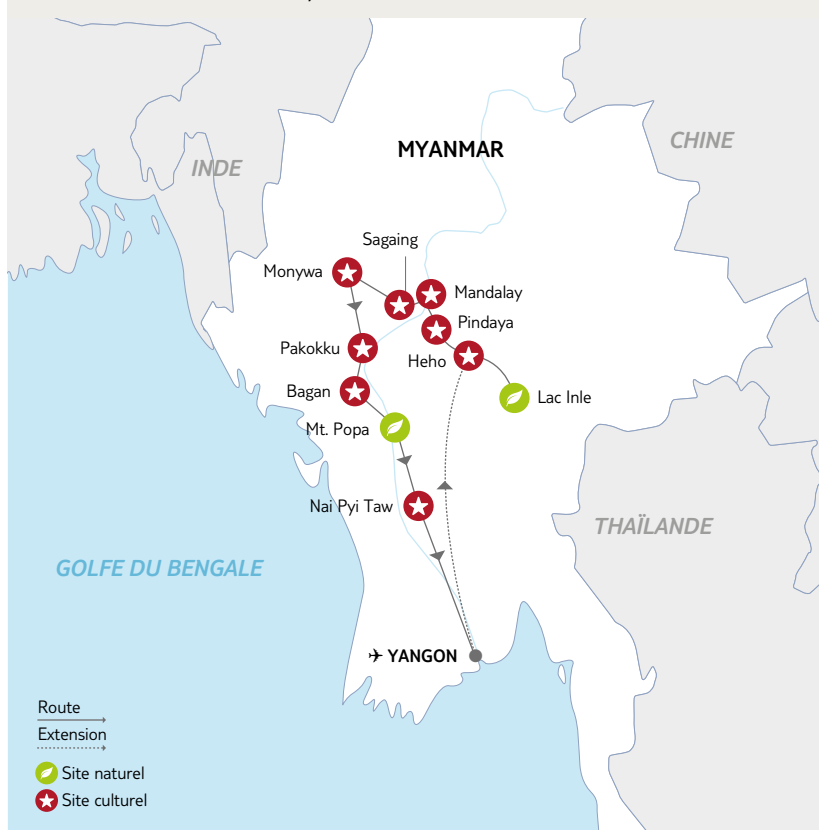 CHINE
MYANMAR
INDE
Sagaing
Monywa
Mandalay
Pindaya
Pakokku
Heho
Bagan
Lac Inle
Mt. Popa
Nai Pyi Taw
THAÏLANDE
GOLFE DU BENGALE
YANGON
Route
Extension
Site naturel
Site culturel